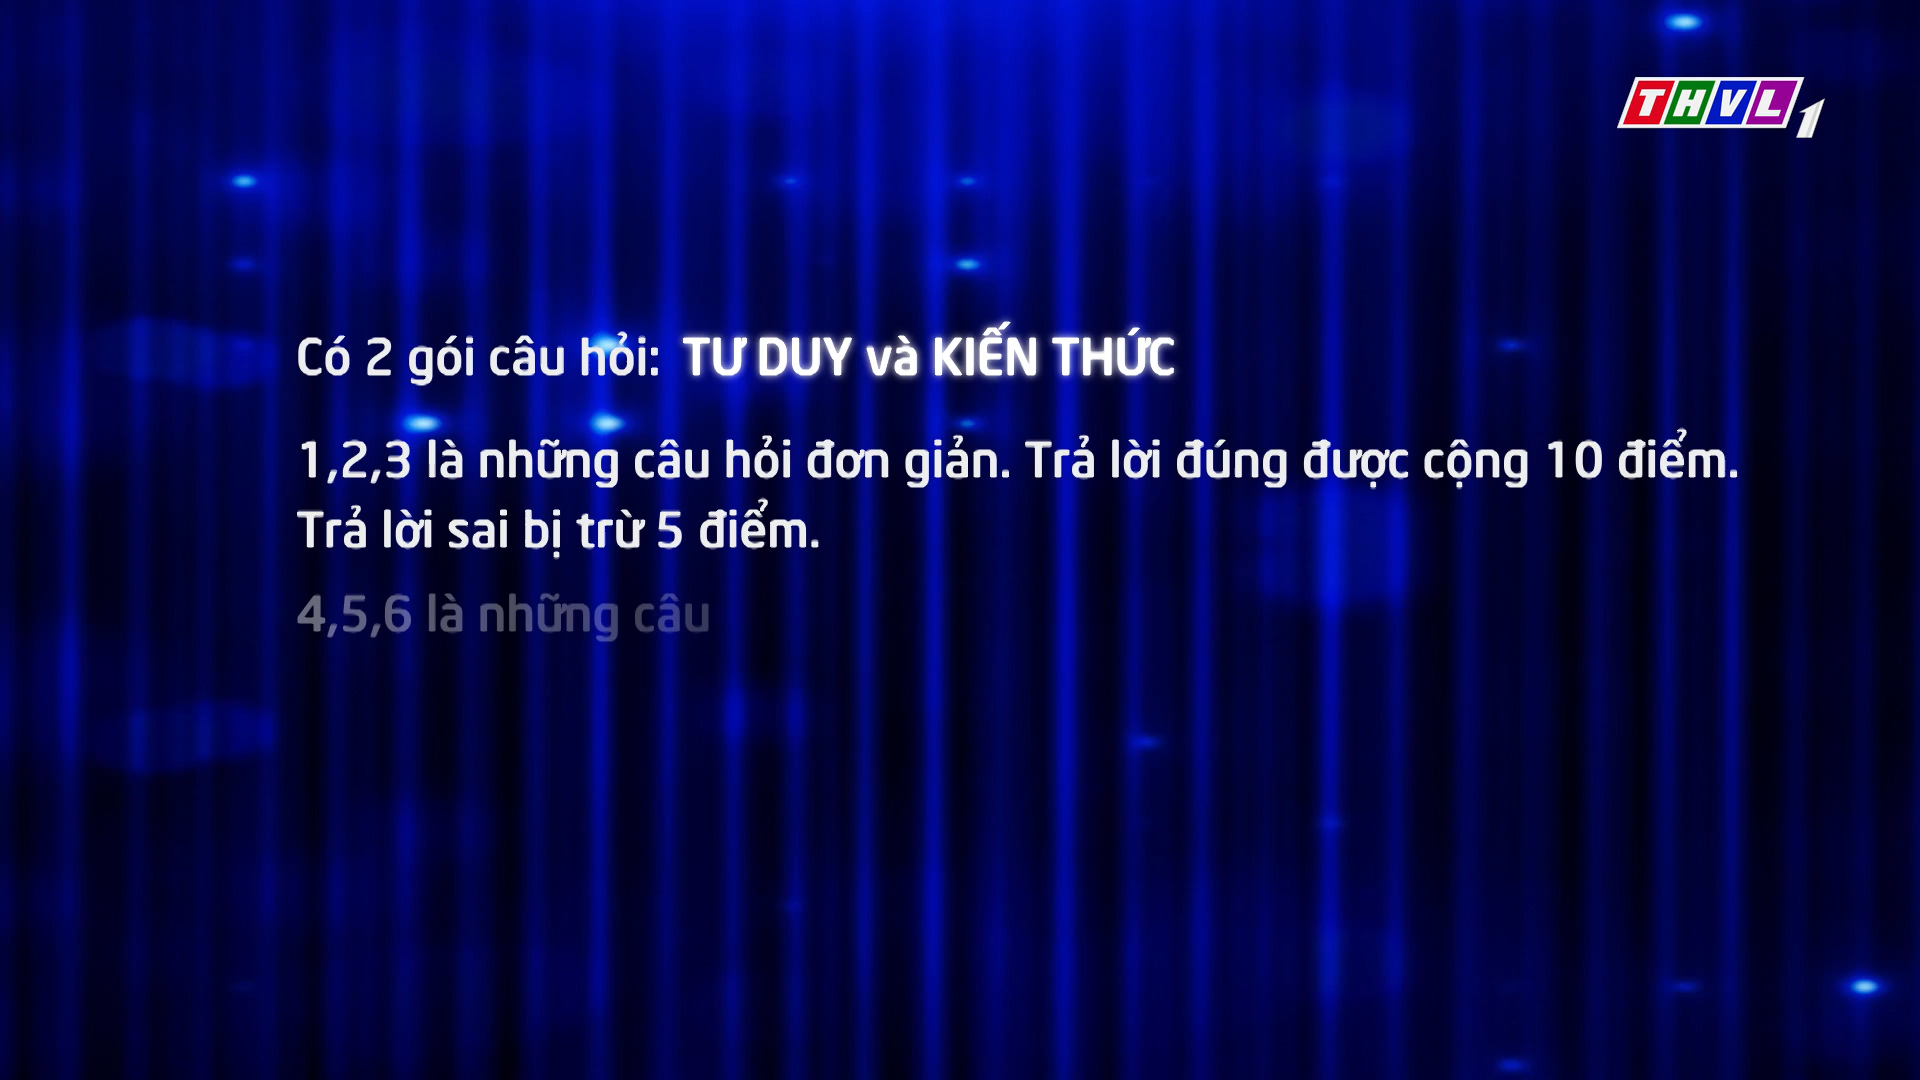 THVL1
Có 2 gói câu hỏi: TƯ DUY và KIẾN THỨC
1,2,3 là những câu hỏi đơn giản. Trả lời đúng được cộng 10 điểm.
Trả lời sai bị trừ 5 điểm.
4,5,6 là những câu